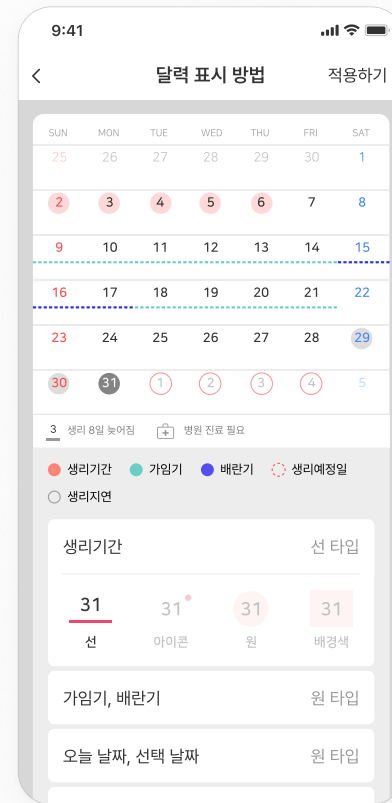 9:41
달력 표시 방법 적용하기
SUN MON TUE WED THU FRI SAT
25 26 27 28 29 30 1
2 3 4 5 6 7 8
9 10 11 12 13 14 15
16 17 18 19 20 21 22
23 24 25 26 27 28 29
30 31 1 2 3 4 5
3 생리 8일 늦어짐 병원 진료 필요
생리기간 가임기 배란기 생리예정일
생리지연
생리기간 선 타입
31 31 31 31
선 아이콘 원 배경색
가임기, 배란기 원 타입
오늘 날짜, 선택 날짜 원 타입